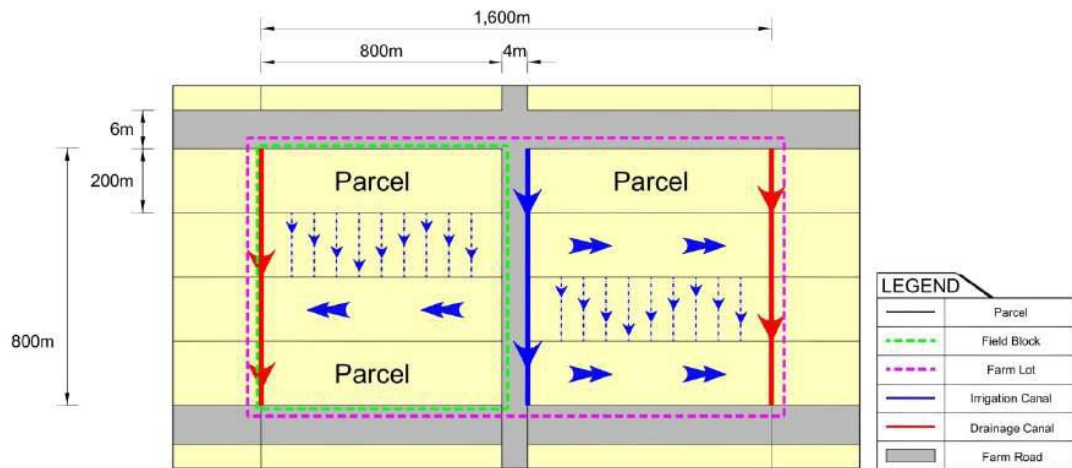 1,600m
800m
4m
6m
200m
800m
Parcel
Parcel
Parcel
LEGEND
Parcel
Field Block
Farm Lot
Irrigation Canal
Drainage Canal
Farm Road